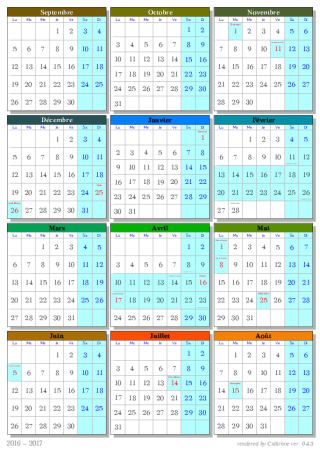 Septembre
Lu Ma Me Je Ve Sa Di
1 2 3 4
5 6 7 8 9 10 11
12 13 14 15 16 17 18
19 20 21 22 23 24 25
26 27 28 29 30
Octobre
Lu Ma Me Je Ve Sa Di
1 2
3 4 5 6 7 8 9
10 11 12 13 14 15 16
17 18 19 20 21 22 23
24 25 26 27 28 29 30
31
Novembre
Lu Ma Me Je Ve Sa Di
1 2 3 4 5 6
7 8 9 10 11 12 13
14 15 16 17 18 19 20
21 22 23 24 25 26 27
28 29 30
Décembre
Lu Ma Me Je Ve Sa Di
1 2 3 4
5 6 7 8 9 10 11
12 13 14 15 16 17 18
19 20 21 22 23 24 25
26 27 28 29 30 31
Janvier
Lu Ma Me Je Ve Sa Di
1
2 3 4 5 6 7 8
9 10 11 12 13 14 15
16 17 18 19 20 21 22
23 24 25 26 27 28 29
30 31
Février
Lu Ma Me Je Ve Sa Di
1 2 3 4 5
6 7 8 9 10 11 12
13 14 15 16 17 18 19
20 21 22 23 24 25 26
27 28
Mars
Lu Ma Me Je Ve Sa Di
1 2 3 4 5
6 7 8 9 10 11 12
13 14 15 16 17 18 19
20 21 22 23 24 25 26
27 28 29 30 31
Avril
Lu Ma Me Je Ve Sa Di
1 2
3 4 5 6 7 8 9
10 11 12 13 14 15 16
17 18 19 20 21 22 23
24 25 26 27 28 29 30
Mai
Lu Ma Me Je Ve Sa Di
1 2 3 4 5 6 7
8 9 10 11 12 13 14
15 16 17 18 19 20 21
22 23 24 25 26 27 28
29 30 31
Juin
Lu Ma Me Je Ve Sa Di
1 2 3 4
5 6 7 8 9 10 11
12 13 14 15 16 17 18
19 20 21 22 23 24 25
26 27 28 29 30
Juillet
Lu Ma Me Je Ve Sa Di
1 2
3 4 5 6 7 8 9
10 11 12 13 14 15 16
17 18 19 20 21 22 23
24 25 26 27 28 29 30
31
Août
Lu Ma Me Je Ve Sa Di
1 2 3 4 5 6
7 8 9 10 11 12 13
14 15 16 17 18 19 20
21 22 23 24 25 26 27
28 29 30 31
2016 – 2017
rendered by Calbrbre ver. 0.4.3